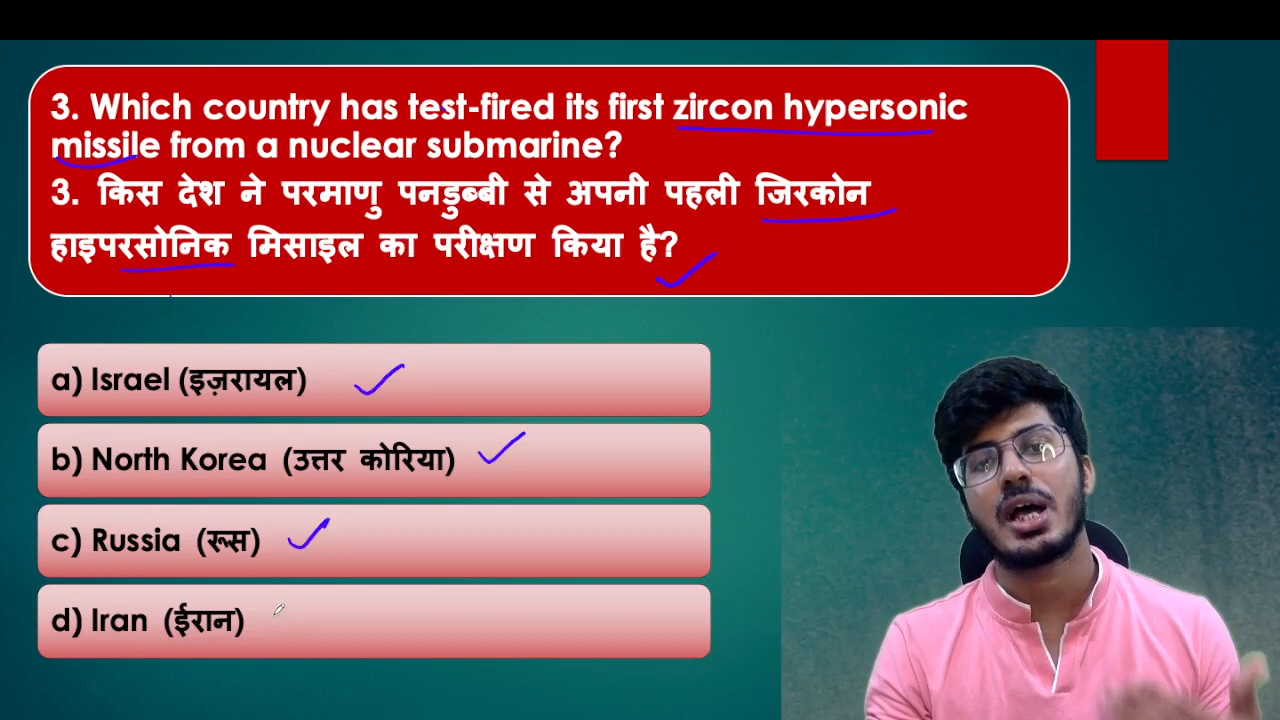 3. Which country has test-fired its first zircon hypersonic
missile from a nuclear submarine?
3. किस देश ने परमाणु पनडुब्बी से अपनी पहली जिरकोन
हाइपरसोनिक मिसाइल का परीक्षण किया है?
a) Israel (इज़रायल)
b) North Korea (उत्तर कोरिया)
c) Russia (रूस)
d) Iran (ईरान)